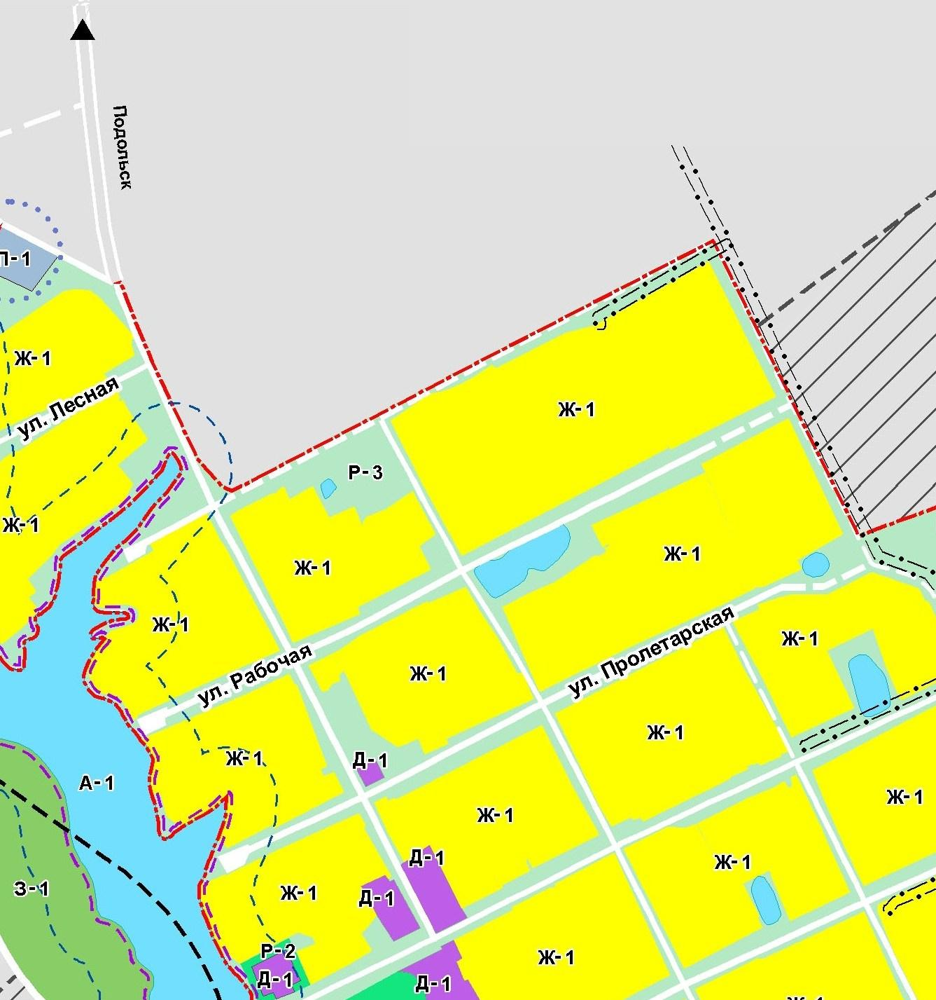 Подольск
П-1
Ж-1
ул. Лесная
Ж-1
Р-3
Ж-1
Ж-1
Ж-1
Ж-1
ул. Пролетарская
Ж-1
ул. Рабочая
Ж-1
Ж-1
Ж-1
Ж-1
Д-1
А-1
Ж-1
Ж-1
Д-1
Ж-1
З-1
Ж-1
Д-1
Р-2
Ж-1
Д-1
Д-1